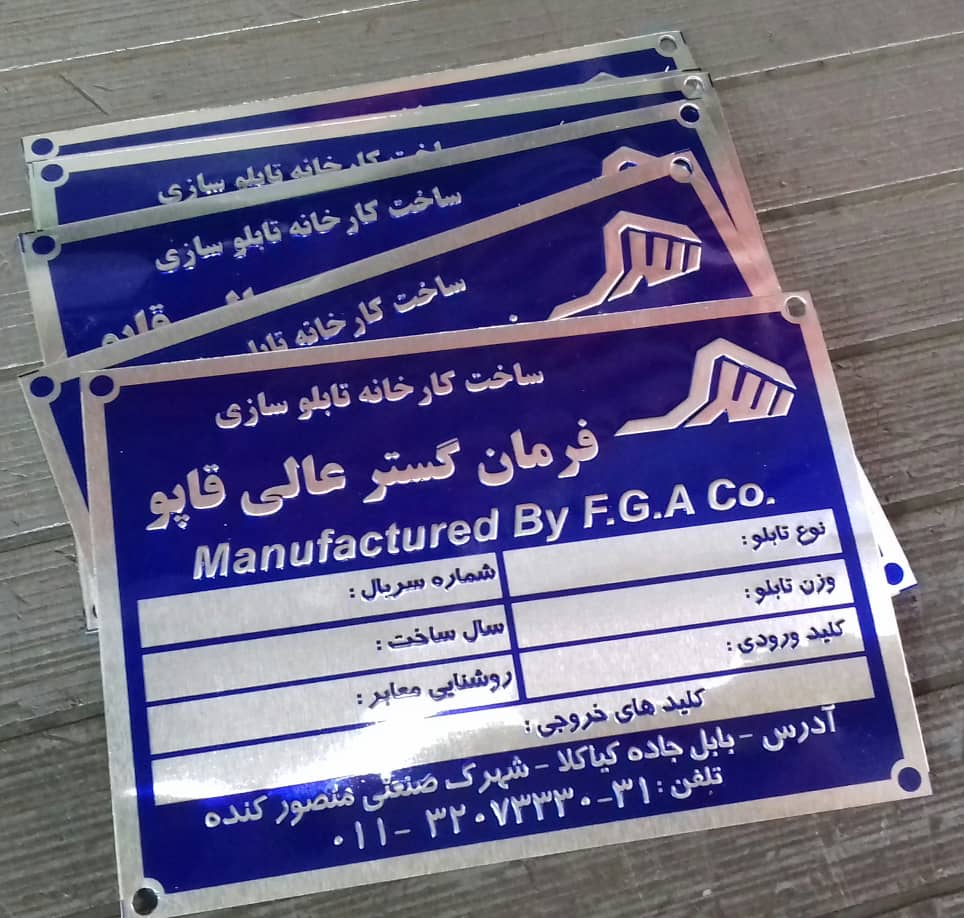 ساخت کارخانه تابلو سازی
ساخت کارخانه تابلو سازی
قاپو
ساخت کارخانه تابلو
ساخت کارخانه تابلو سازی
فرمان گستر عالی قاپو
Manufactured By F.G.A Co.
نوع تابلو :
شماره سریال :
وزن تابلو :
سال ساخت :
کلید ورودی :
روشنایی معابر :
کلید های خروجی :
آدرس - بابل جاده کیاکلا - شهرک صنعتی منصور کنده
تلفن : ۳۱-۳۲۰۷۳۳۳۰ -۰۱۱